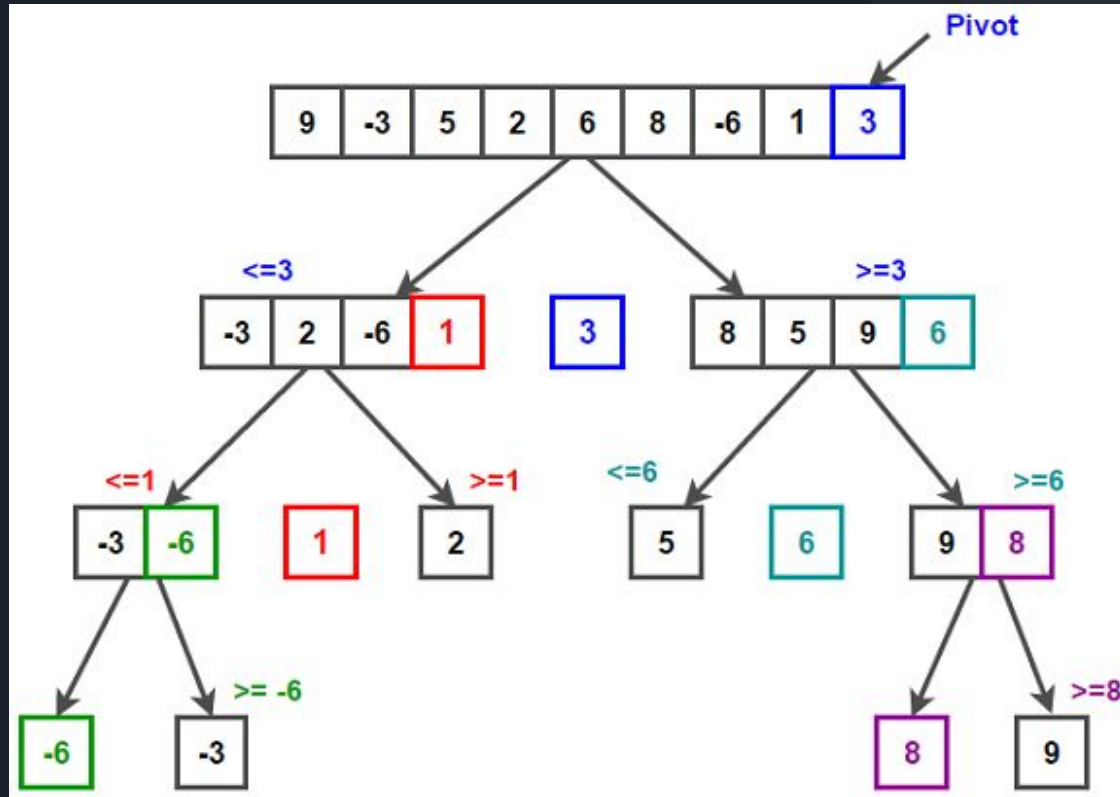 Pivot
9 -3 5 2 6 8 -6 1 3
<=3 >=3
-3 2 -6 1 3 8 5 9 6
<=1 >=1 <=6 >=6
-3 -6 1 2 5 6 9 8
>= -6 >=8
-6 -3 8 9